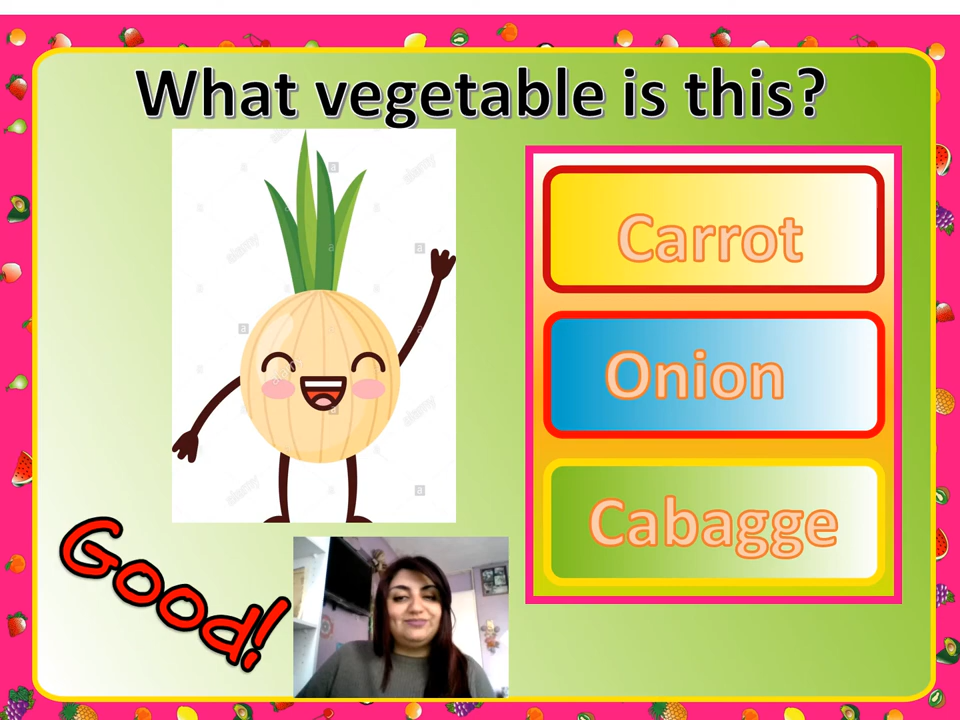 What vegetable is this?
Carrot
Onion
Cabagge
Good!